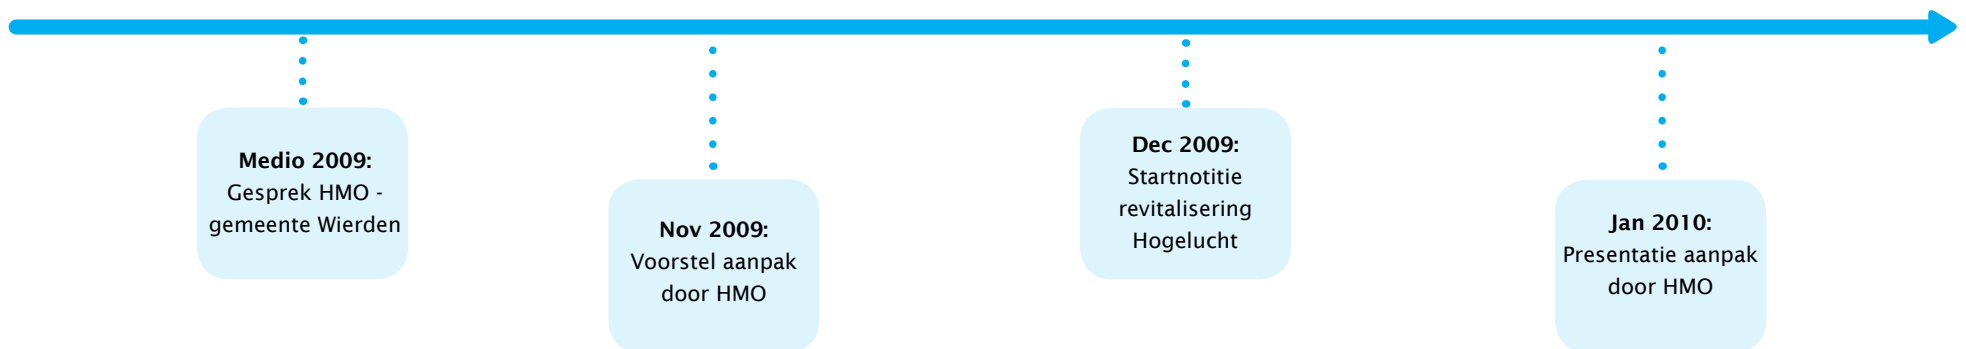 Medio 2009:
Gesprek HMO -
gemeente Wierden
Nov 2009:
Voorstel aanpak
door HMO
Dec 2009:
Startnotitie
revitalisering
Hogelucht
Jan 2010:
Presentatie aanpak
door HMO